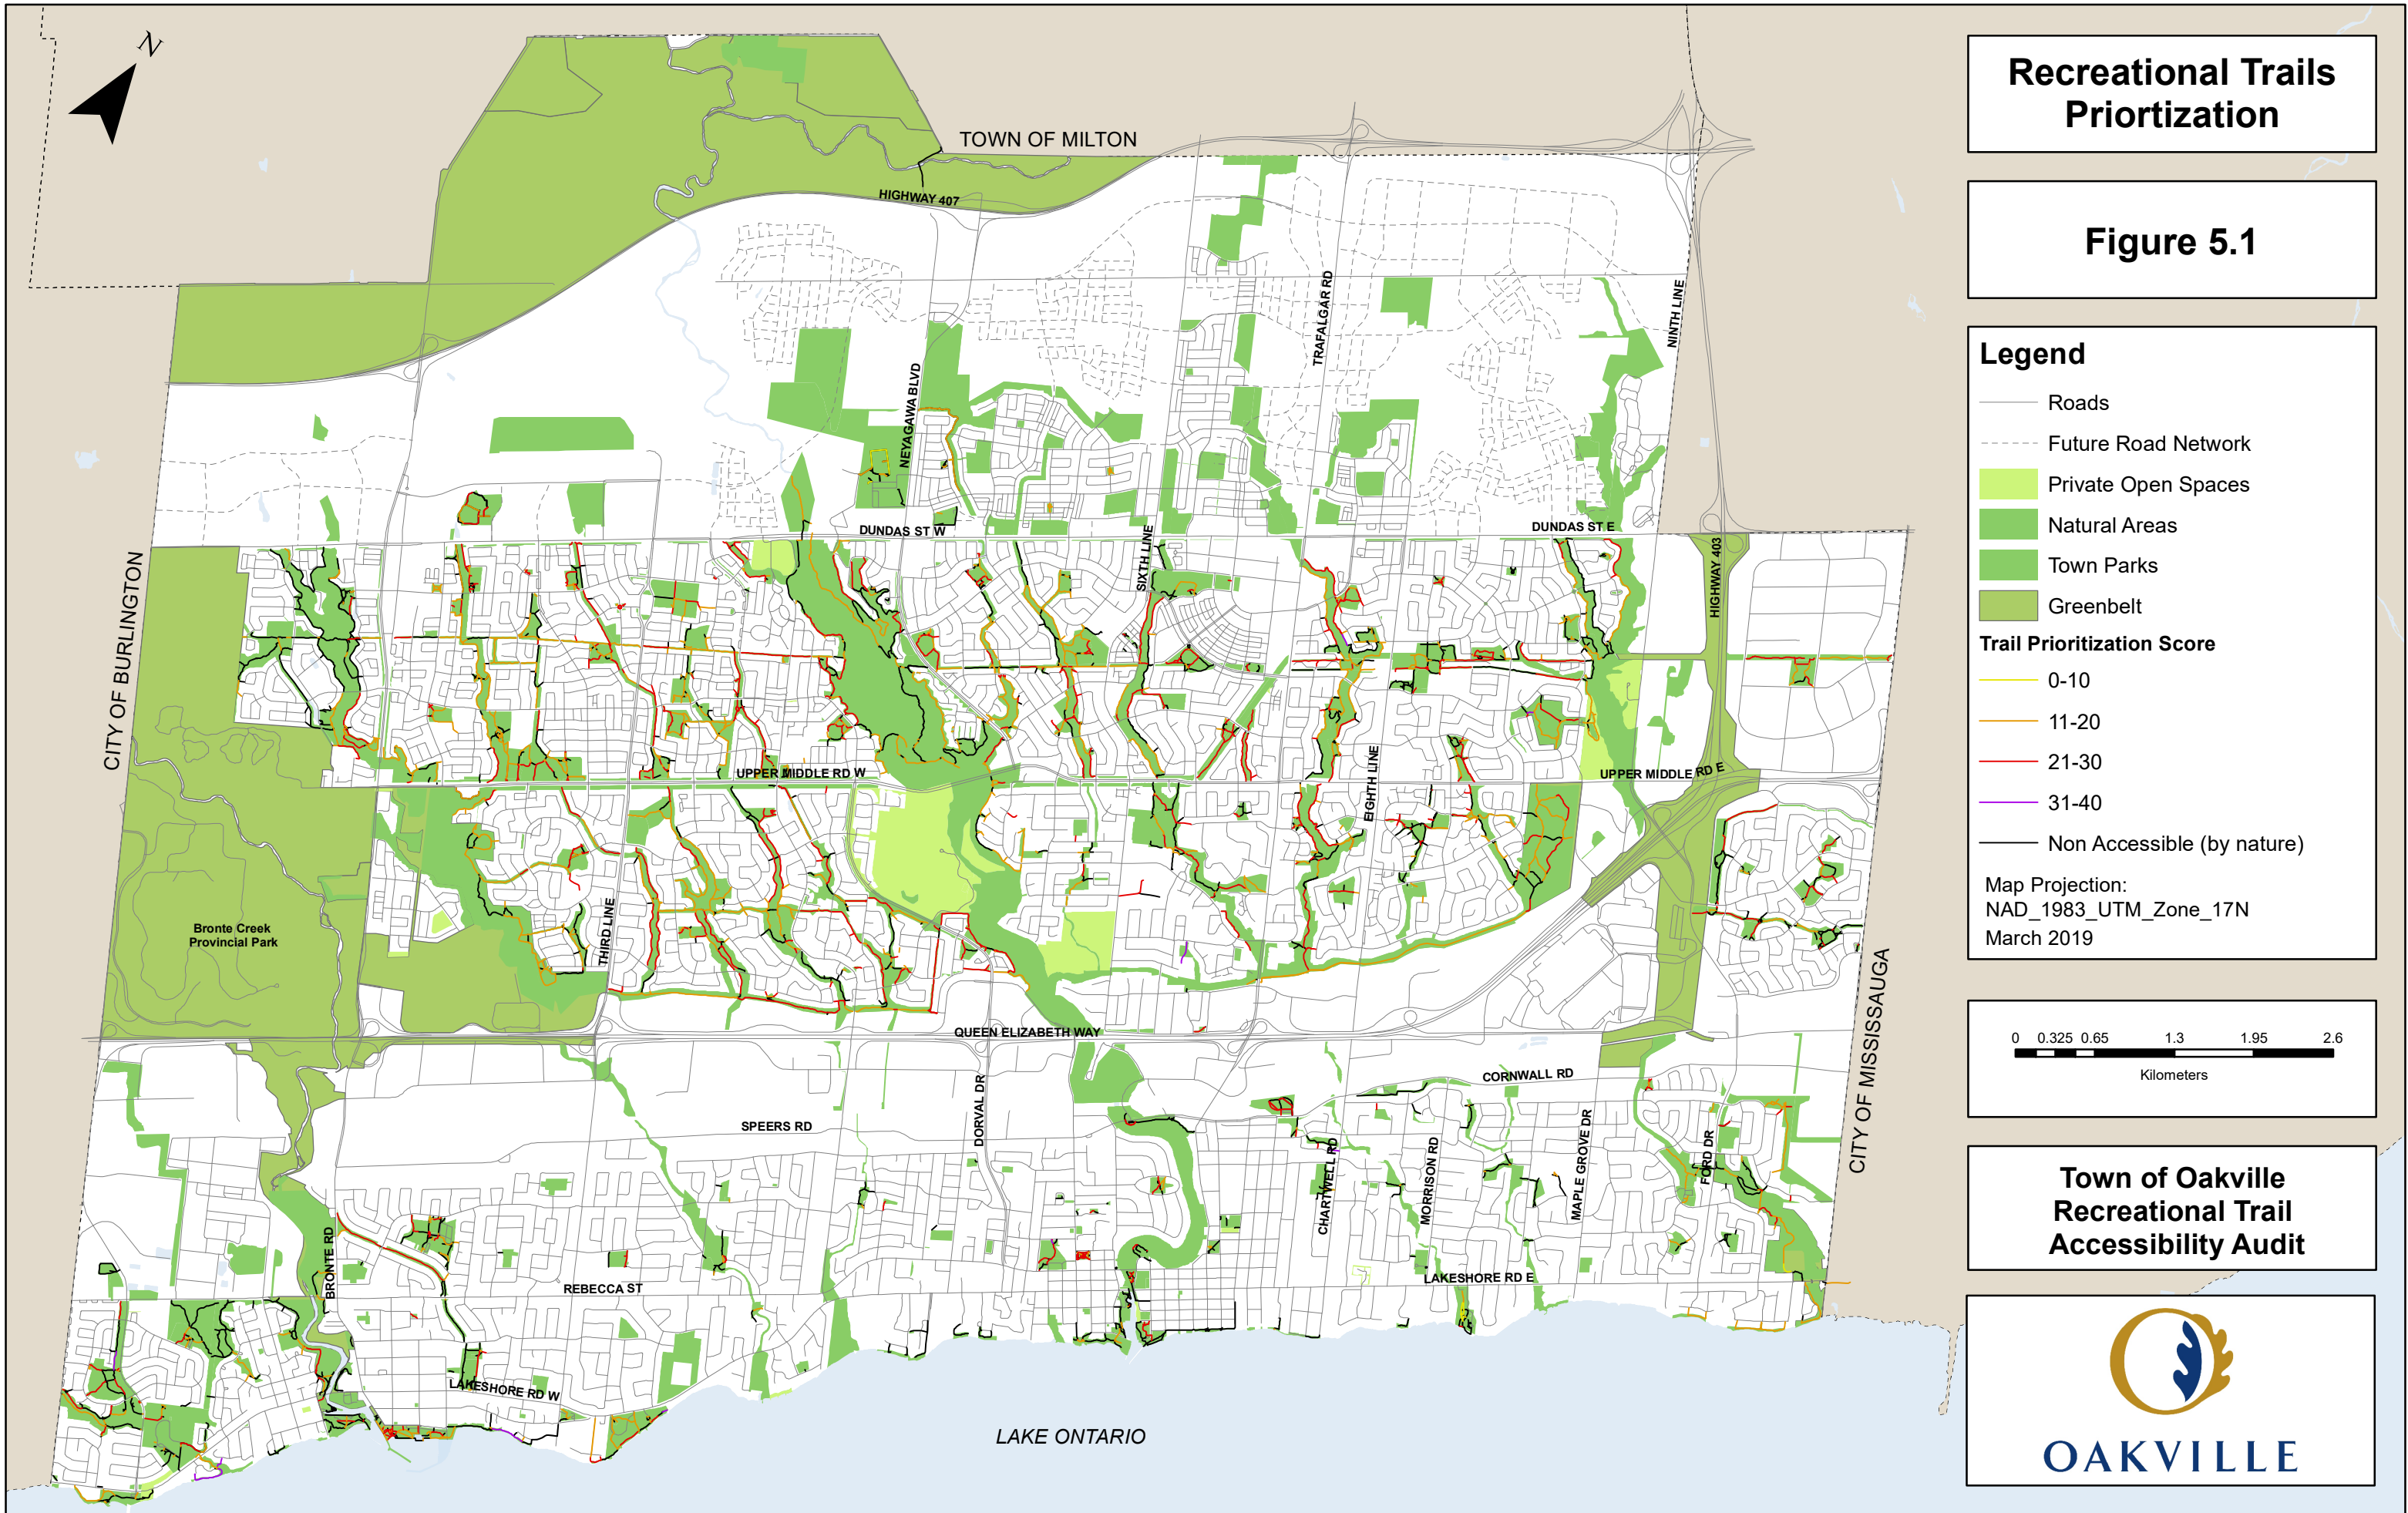 N
TOWN OF MILTON
HIGHWAY 407
TRAFALGAR RD
NINTH LINE
NEYAGAWA BLVD
DUNDAS ST W
DUNDAS ST E
SIXTH LINE
HIGHWAY 403
CITY OF BURLINGTON
UPPER MIDDLE RD W
EIGHTH LINE
UPPER MIDDLE RD E
Bronte Creek
Provincial Park
THIRD LINE
CITY OF MISSISSAUGA
QUEEN ELIZABETH WAY
CORNWALL RD
DORVAL DR
SPEERS RD
CHARTWELL RD
MORRISON RD
MAPLE GROVE DR
FORD DR
BRONTE RD
REBECCA ST
LAKESHORE RD E
LAKESHORE RD W
LAKE ONTARIO
Recreational Trails
Priortization
Figure 5.1
Legend
Roads
Future Road Network
Private Open Spaces
Natural Areas
Town Parks
Greenbelt
Trail Prioritization Score
0-10
11-20
21-30
31-40
Non Accessible (by nature)
Map Projection:
NAD_1983_UTM_Zone_17N
March 2019
0 0.325 0.65 1.3 1.95 2.6
Kilometers
Town of Oakville
Recreational Trail
Accessibility Audit
OAKVILLE